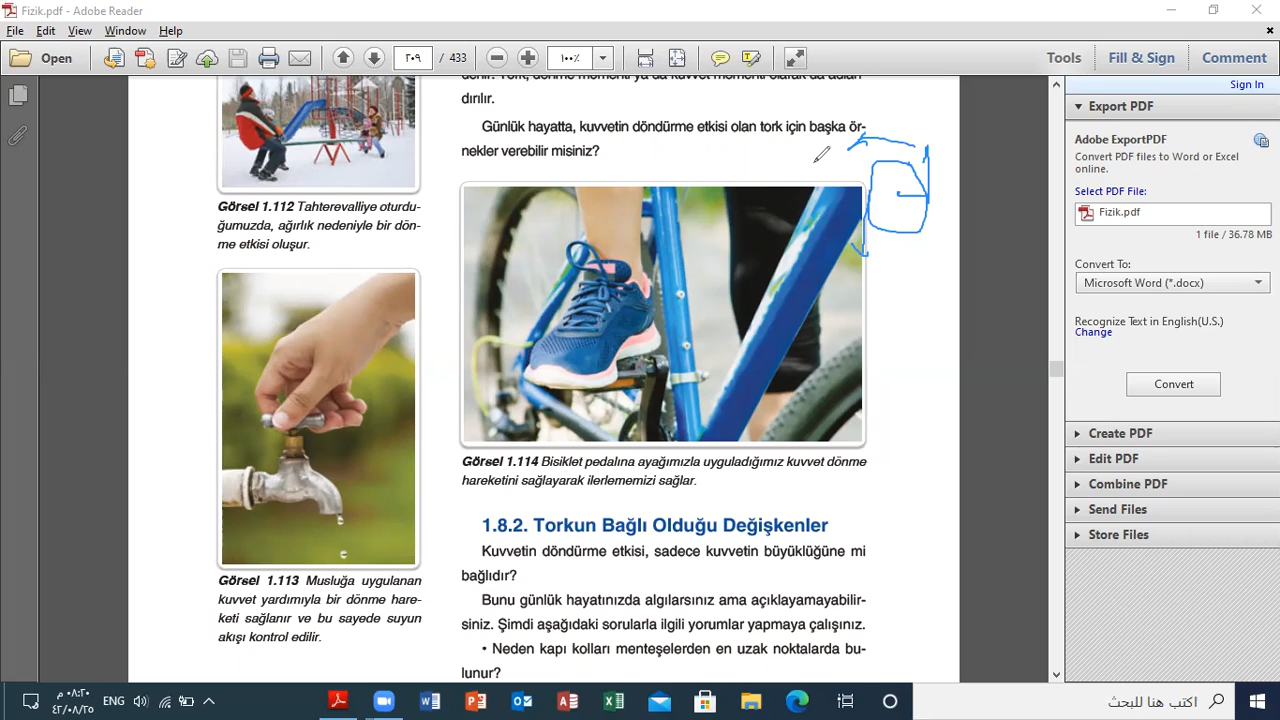 Fizik.pdf - Adobe Reader
File Edit View Window Help
Open
٣٠٩ / 433
١٠٠٪
Tools
Fill & Sign
Comment
dırılır.
Günlük hayatta, kuvvetin döndürme etkisi olan tork için başka ör-
nekler verebilir misiniz?
Görsel 1.112 Tahterevalliye oturdu-
ğumuzda, ağırlık nedeniyle bir dön-
me etkisi oluşur.
Görsel 1.114 Bisiklet pedalına ayağımızla uyguladığımız kuvvet dönme
hareketini sağlayarak ilerlememizi sağlar.
1.8.2. Torkun Bağlı Olduğu Değişkenler
Kuvvetin döndürme etkisi, sadece kuvvetin büyüklüğüne mi
bağlıdır?
Bunu günlük hayatınızda algılarsınız ama açıklayamayabilir-
siniz. Şimdi aşağıdaki sorularla ilgili yorumlar yapmaya çalışınız.
• Neden kapı kolları menteşelerden en uzak noktalarda bu-
lunur?
Görsel 1.113 Musluğa uygulanan
kuvvet yardımıyla bir dönme hare-
keti sağlanır ve bu sayede suyun
akışı kontrol edilir.
Sign In
Export PDF
Adobe ExportPDF
Convert PDF files to Word or Excel
online.
Select PDF File:
Fizik.pdf
1 file / 36.78 MB
Convert To:
Microsoft Word (*.docx)
Recognize Text in English(U.S.)
Change
Convert
Create PDF
Edit PDF
Combine PDF
Send Files
Store Files
م ٠٨:٢٠
٤٢/٠٨/٢٥
ENG
اكتب هنا للبحث